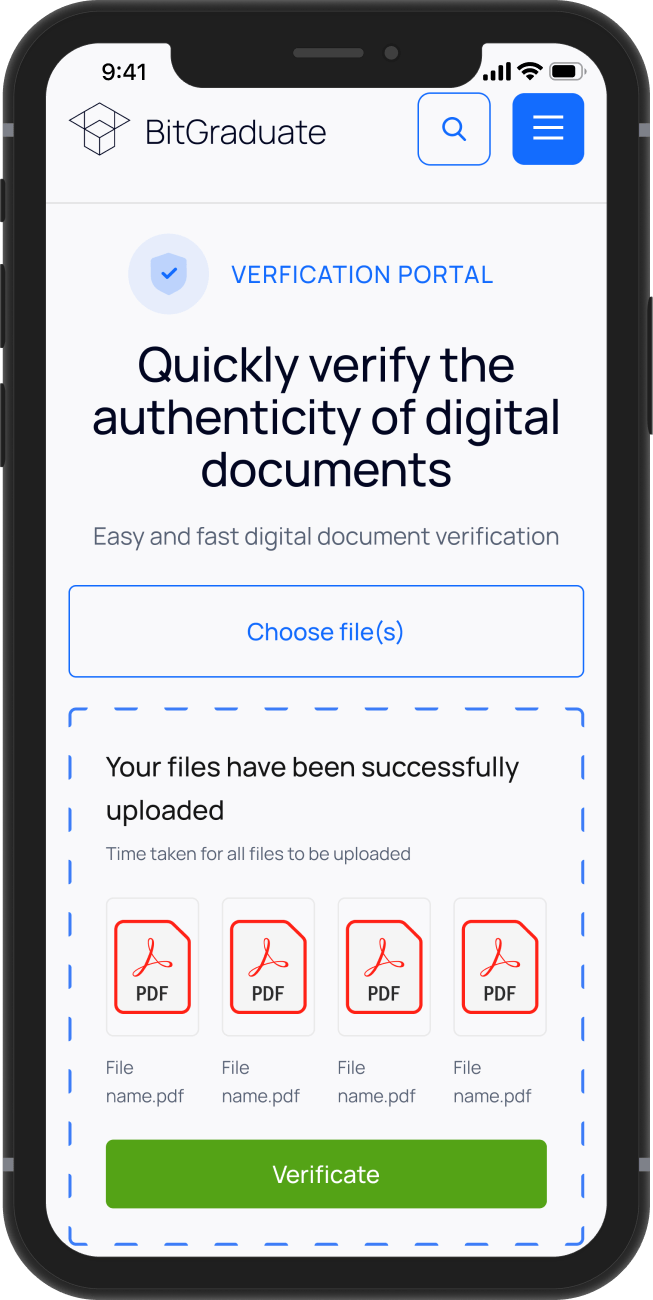 9:41
BitGraduate
VERFICATION PORTAL
Quickly verify the
authenticity of digital
documents
Easy and fast digital document verification
Choose file(s)
Your files have been successfully
uploaded
Time taken for all files to be uploaded
PDF PDF PDF PDF
File File File File
name.pdf name.pdf name.pdf name.pdf
Verificate